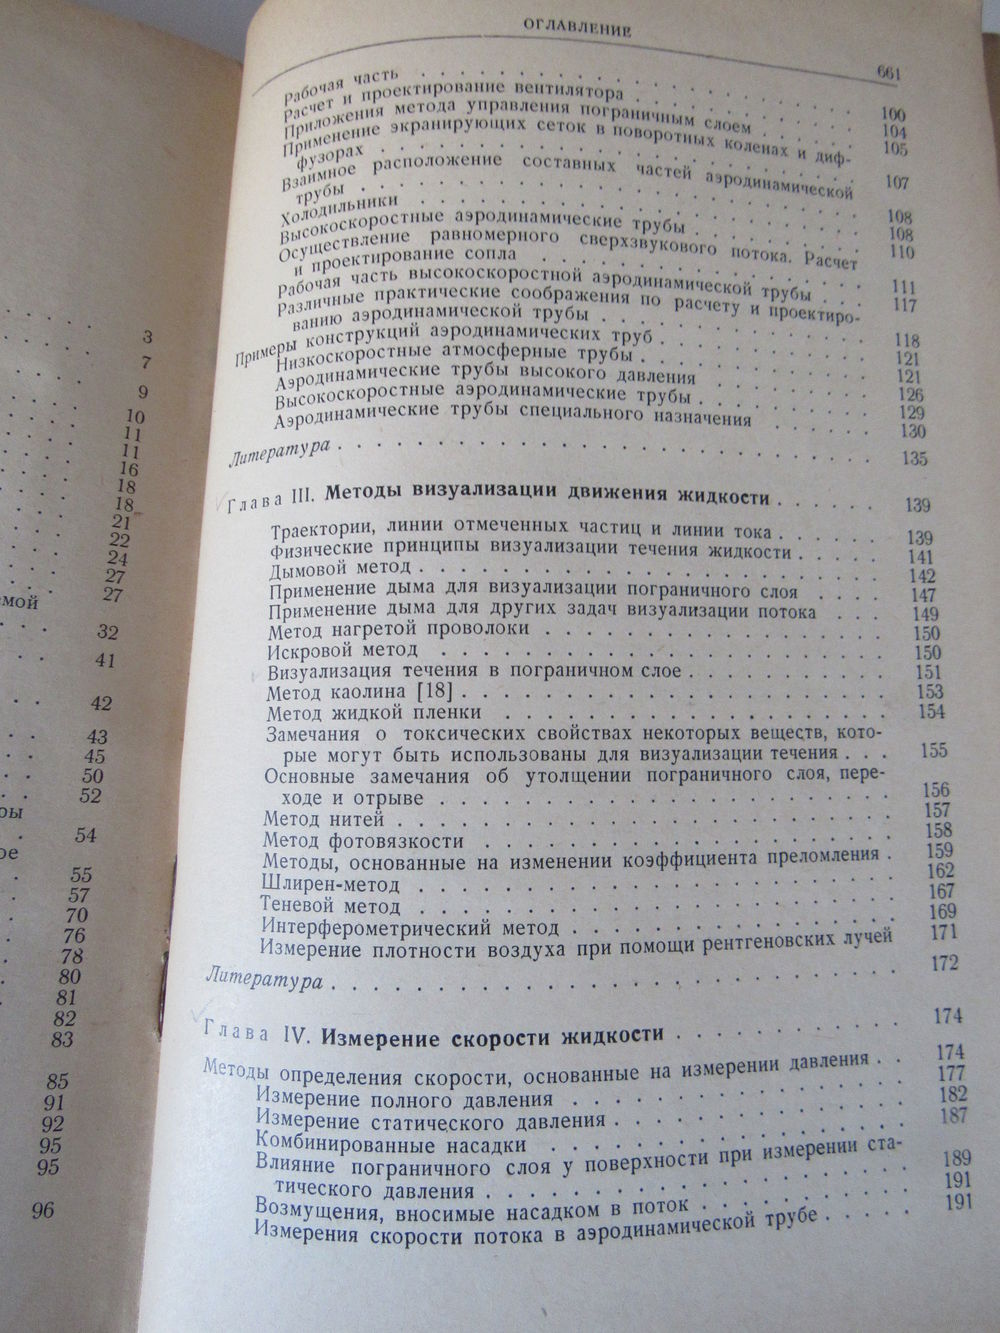 3
7
9
10
11
11
16
18
18
21
22
24
27
27
32
41
42
43
45
50
52
54
55
57
70
76
78
80
81
82
83
85
91
92
95
95
96
ОГЛАВЛЕНИЕ 661
Рабочая часть . . . 100
Расчет и проектирование вентилятора . . . 104
Приложения метода управления пограничным слоем . . . 105
Применение экранирующих сеток в поворотных коленах и диф-
фузорах . . . 107
Взаимное расположение составных частей аэродинамической
трубы . . . 108
Холодильники . . . 108
Высокоскоростные аэродинамические трубы . . . 110
Осуществление равномерного сверхзвукового потока. Расчет
и проектирование сопла . . . 111
Рабочая часть высокоскоростной аэродинамической трубы . . . 117
Различные практические соображения по расчету и проектиро-
ванию аэродинамической трубы . . . 118
Примеры конструкций аэродинамических труб . . . 121
Низкоскоростные атмосферные трубы . . . 121
Аэродинамические трубы высокого давления . . . 126
Высокоскоростные аэродинамические трубы . . . 129
Аэродинамические трубы специального назначения . . . 130
Литература . . . 135
Глава III. Методы визуализации движения жидкости . . . 139
Траектории, линии отмеченных частиц и линии тока . . . 139
Физические принципы визуализации течения жидкости . . . 141
Дымовой метод . . . 142
Применение дыма для визуализации пограничного слоя . . . 147
Применение дыма для других задач визуализации потока . . . 149
Метод нагретой проволоки . . . 150
Искровой метод . . . 150
Визуализация течения в пограничном слое . . . 151
Метод каолина [18] . . . 153
Метод жидкой пленки . . . 154
Замечания о токсических свойствах некоторых веществ, кото-
рые могут быть использованы для визуализации течения . . . 155
Основные замечания об утолщении пограничного слоя, пере-
ходе и отрыве . . . 156
Метод нитей . . . 157
Метод фотовязкости . . . 158
Методы, основанные на изменении коэффициента преломления . 159
Шлирен-метод . . . 162
Теневой метод . . . 167
Интерферометрический метод . . . 169
Измерение плотности воздуха при помощи рентгеновских лучей 171
Литература . . . 172
Глава IV. Измерение скорости жидкости . . . 174
Методы определения скорости, основанные на измерении давления . . 174
Измерение полного давления . . . 177
Измерение статического давления . . . 182
Комбинированные насадки . . . 187
Влияние пограничного слоя у поверхности при измерении ста-
тического давления . . . 189
Возмущения, вносимые насадком в поток . . . 191
Измерения скорости потока в аэродинамической трубе . . . 191